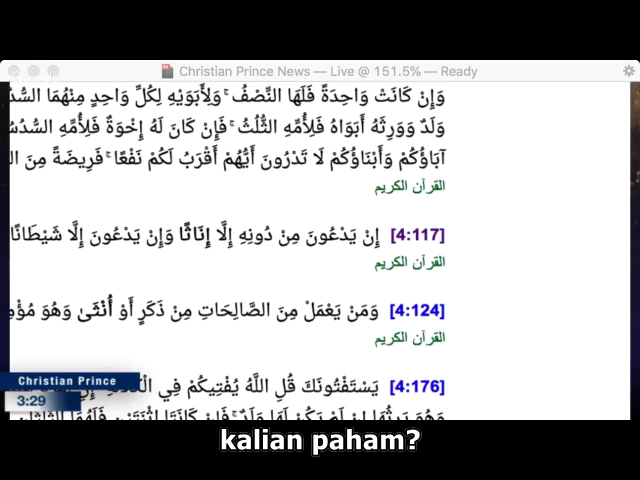 Christian Prince News — Live @ 151.5% — Ready
وَإِنْ كَانَتْ وَاحِدَةً فَلَهَا النِّصْفُ ۚ وَلِأَبَوَيْهِ لِكُلِّ وَاحِدٍ مِنْهُمَا
وَلَدٌ وَوَرِثَهُ أَبَوَاهُ فَلِأُمِّهِ الثُّلُثُ ۚ فَإِنْ كَانَ لَهُ إِخْوَةٌ فَلِأُمِّهِ
آبَاؤُكُمْ وَأَبْنَاؤُكُمْ لَا تَدْرُونَ أَيُّهُمْ أَقْرَبُ لَكُمْ نَفْعًا ۚ فَرِيضَةً مِنَ
القرآن الكريم
[4:117] إِنْ يَدْعُونَ مِنْ دُونِهِ إِلَّا إِنَاثًا وَإِنْ يَدْعُونَ إِلَّا شَيْطَانًا
القرآن الكريم
[4:124] وَمَنْ يَعْمَلْ مِنَ الصَّالِحَاتِ مِنْ ذَكَرٍ أَوْ أُنْثَىٰ وَهُوَ
القرآن الكريم
[4:176] يَسْتَفْتُونَكَ قُلِ اللَّهُ يُفْتِيكُمْ فِي
Christian Prince
3:29
kalian paham?